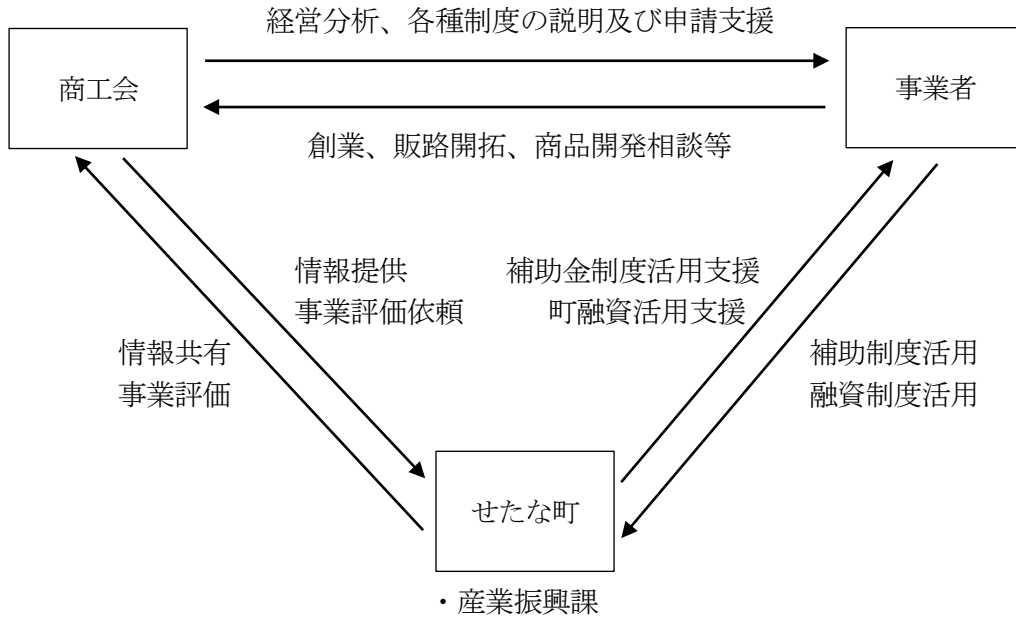 経営分析、各種制度の説明及び申請支援
商工会
事業者
創業、販路開拓、商品開発相談等
情報提供
事業評価依頼
補助金制度活用支援
町融資活用支援
情報共有
事業評価
補助制度活用
融資制度活用
せたな町
・産業振興課